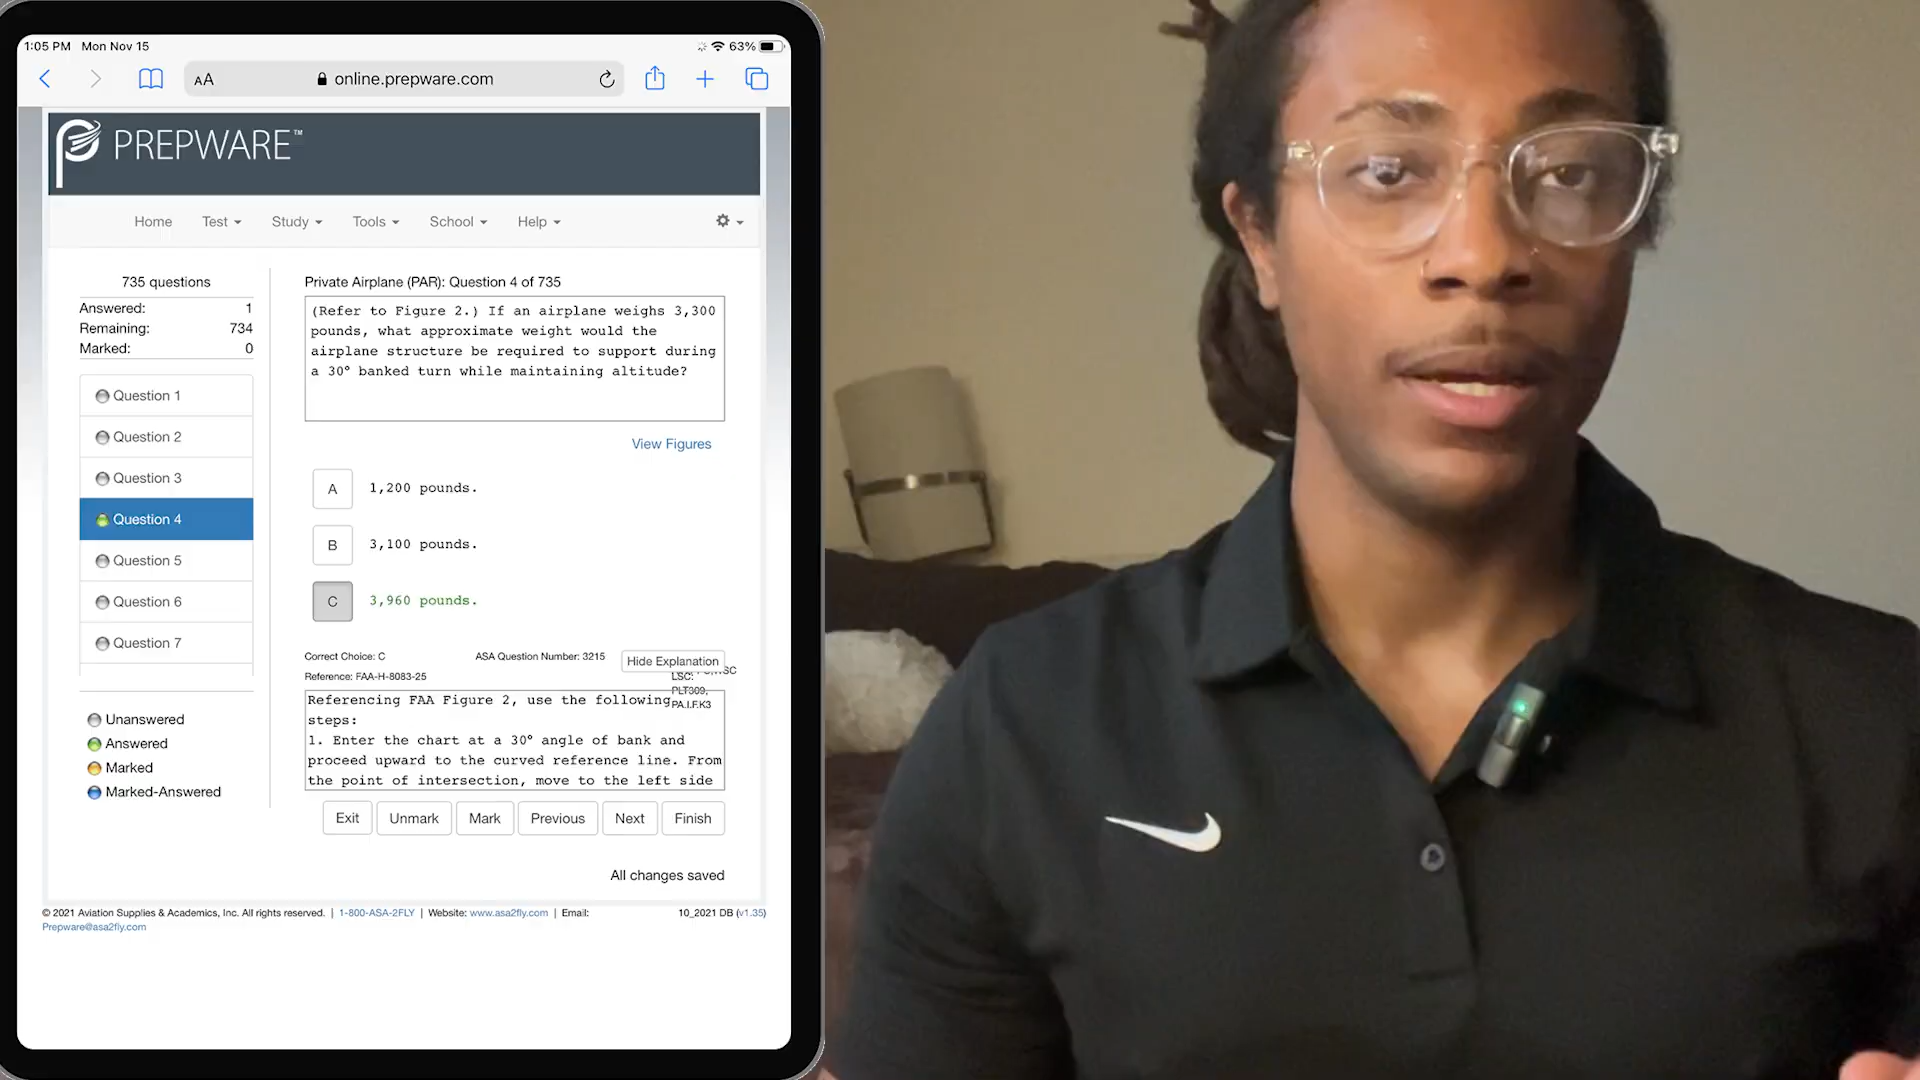 1:05 PM Mon Nov 15
63%
AA
online.prepware.com
PREPWARE™
Home Test Study Tools School Help
735 questions
Answered: 1
Remaining: 734
Marked: 0
Question 1
Question 2
Question 3
Question 4
Question 5
Question 6
Question 7
Unanswered
Answered
Marked
Marked-Answered
Private Airplane (PAR): Question 4 of 735
(Refer to Figure 2.) If an airplane weighs 3,300
pounds, what approximate weight would the
airplane structure be required to support during
a 30° banked turn while maintaining altitude?
View Figures
A 1,200 pounds.
B 3,100 pounds.
C 3,960 pounds.
Correct Choice: C ASA Question Number: 3215 Hide Explanation
Reference: FAA-H-8083-25
LSC:
PLT309,
PA.I.F.K3
Referencing FAA Figure 2, use the following
steps:
1. Enter the chart at a 30° angle of bank and
proceed upward to the curved reference line. From
the point of intersection, move to the left side
Exit Unmark Mark Previous Next Finish
All changes saved
© 2021 Aviation Supplies & Academics, Inc. All rights reserved. | 1-800-ASA-2FLY | Website: www.asa2fly.com | Email: 10_2021 DB (v1.35)
Prepware@asa2fly.com